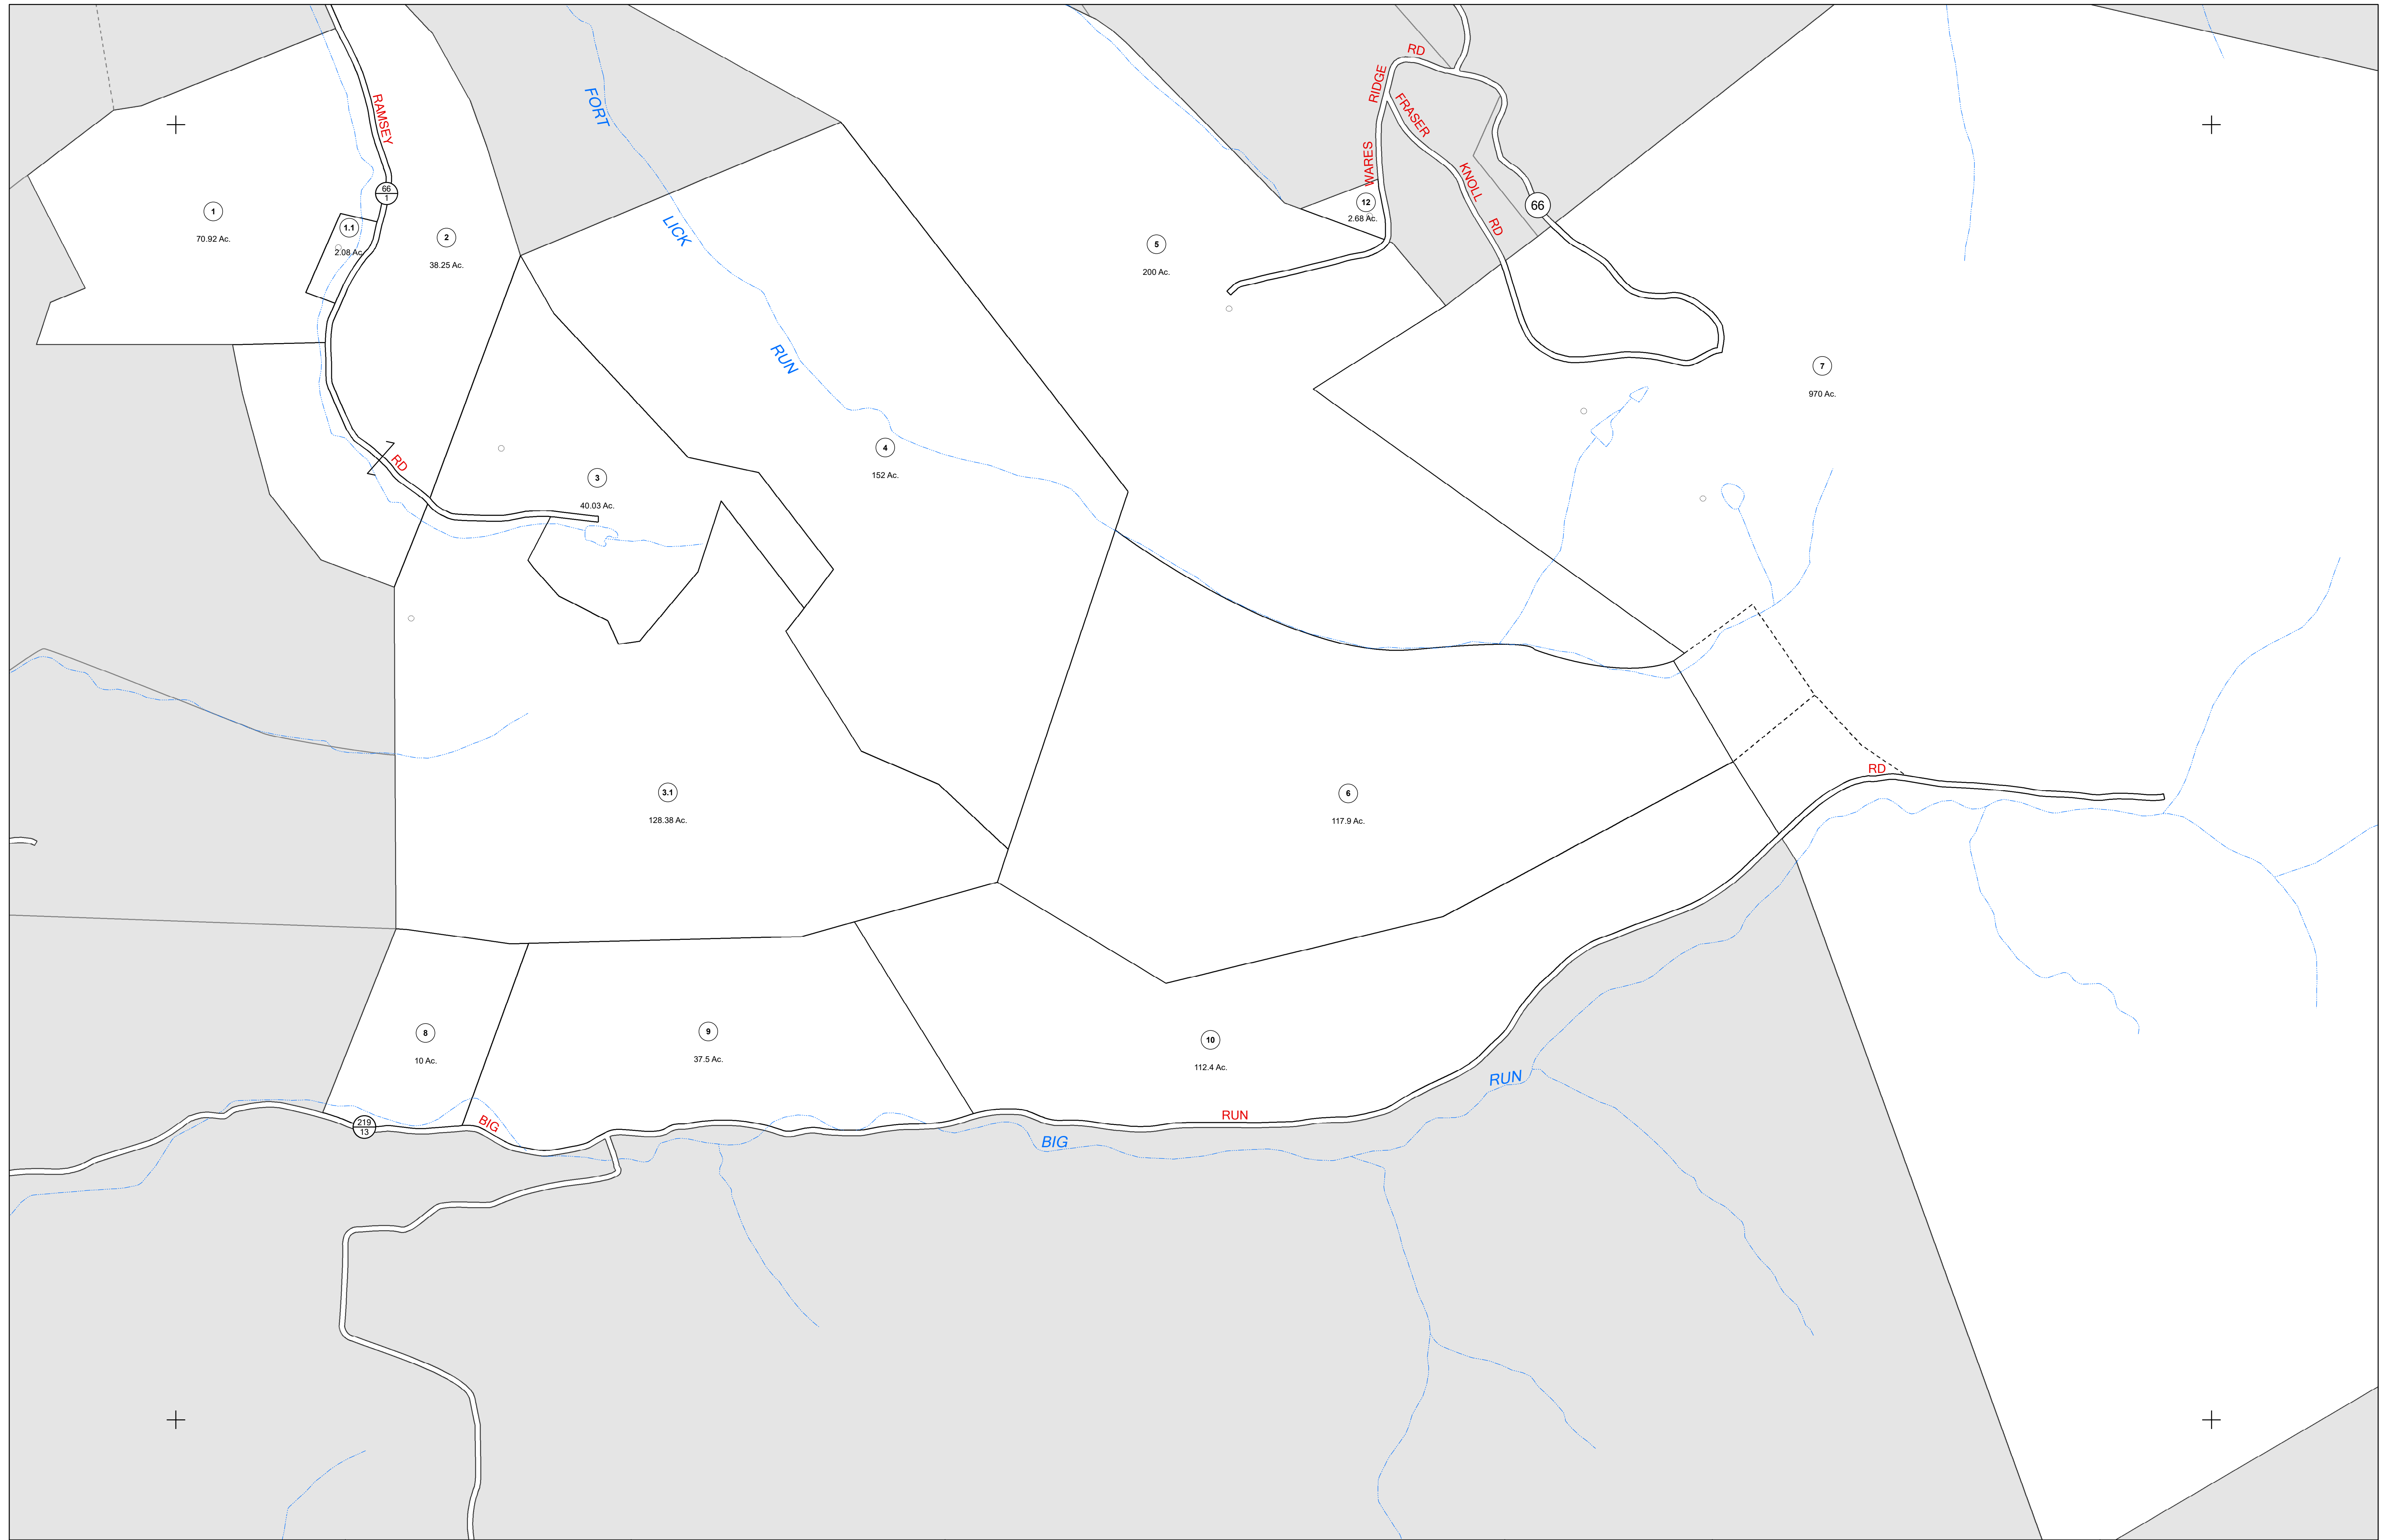 RD
RIDGE
WARES
FRASER
KNOLL
RD
RAMSEY
66
1
FORT
LICK
RUN
1
70.92 Ac.
1.1
2.08 Ac.
2
38.25 Ac.
12
2.68 Ac.
66
5
200 Ac.
7
970 Ac.
RD
3
40.03 Ac.
4
152 Ac.
3.1
128.38 Ac.
6
117.9 Ac.
RD
8
10 Ac.
9
37.5 Ac.
10
112.4 Ac.
RUN
219
13
BIG
RUN
BIG